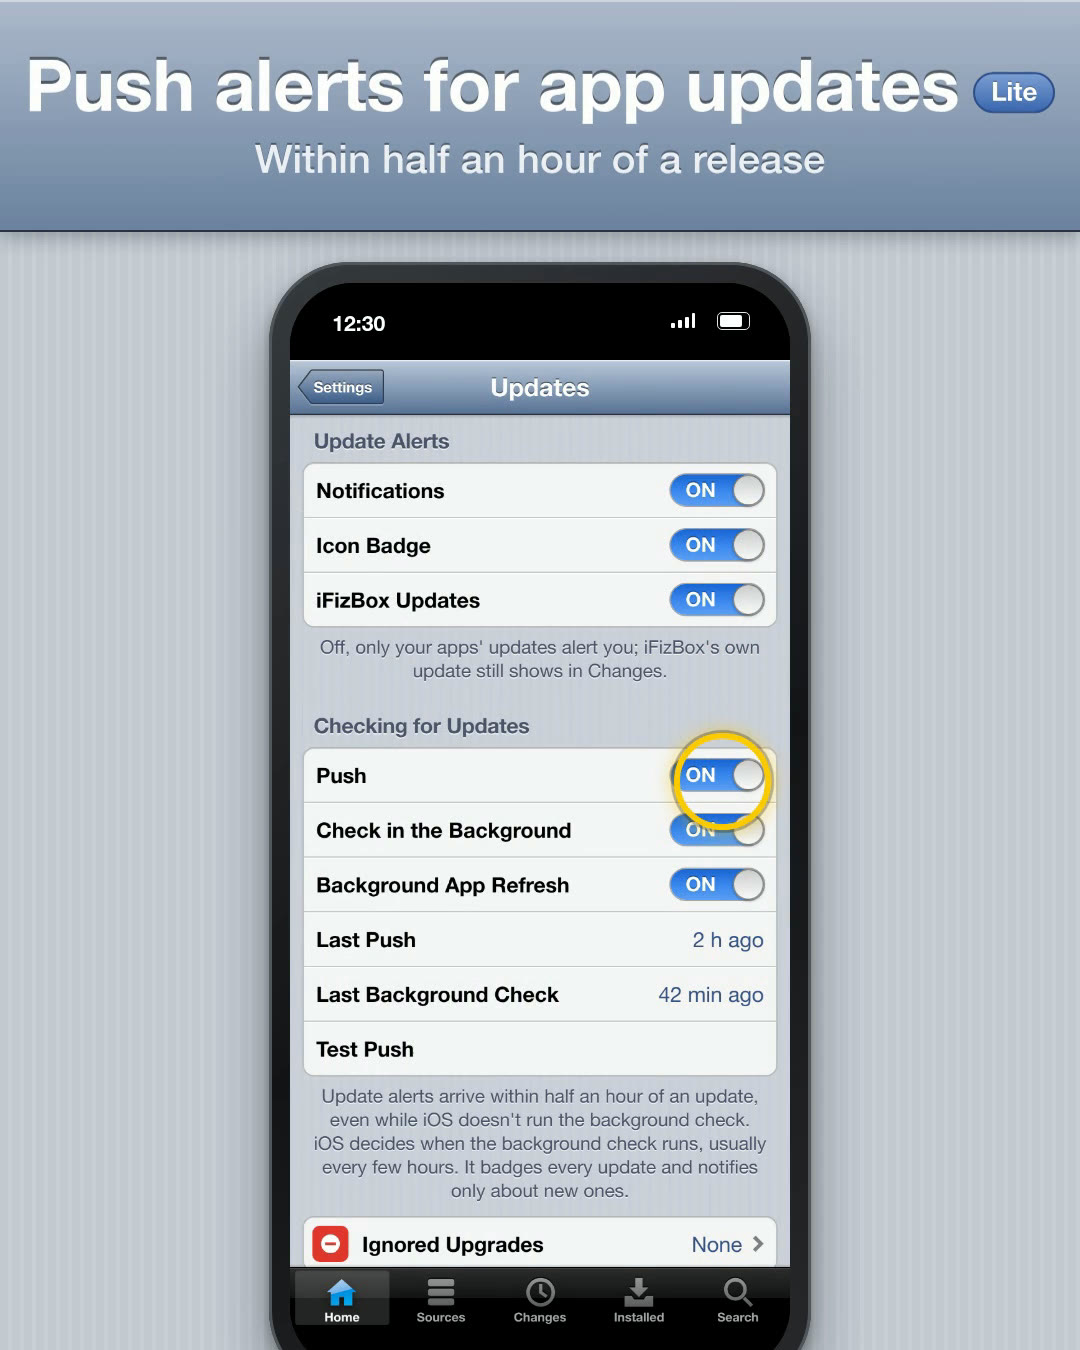 Push alerts for app updates Lite
Within half an hour of a release
12:30
Settings Updates
Update Alerts
Notifications ON
Icon Badge ON
iFizBox Updates ON
Off, only your apps' updates alert you; iFizBox's own
update still shows in Changes.
Checking for Updates
Push ON
Check in the Background ON
Background App Refresh ON
Last Push 2 h ago
Last Background Check 42 min ago
Test Push
Update alerts arrive within half an hour of an update,
even while iOS doesn't run the background check.
iOS decides when the background check runs, usually
every few hours. It badges every update and notifies
only about new ones.
Ignored Upgrades None
Home Sources Changes Installed Search